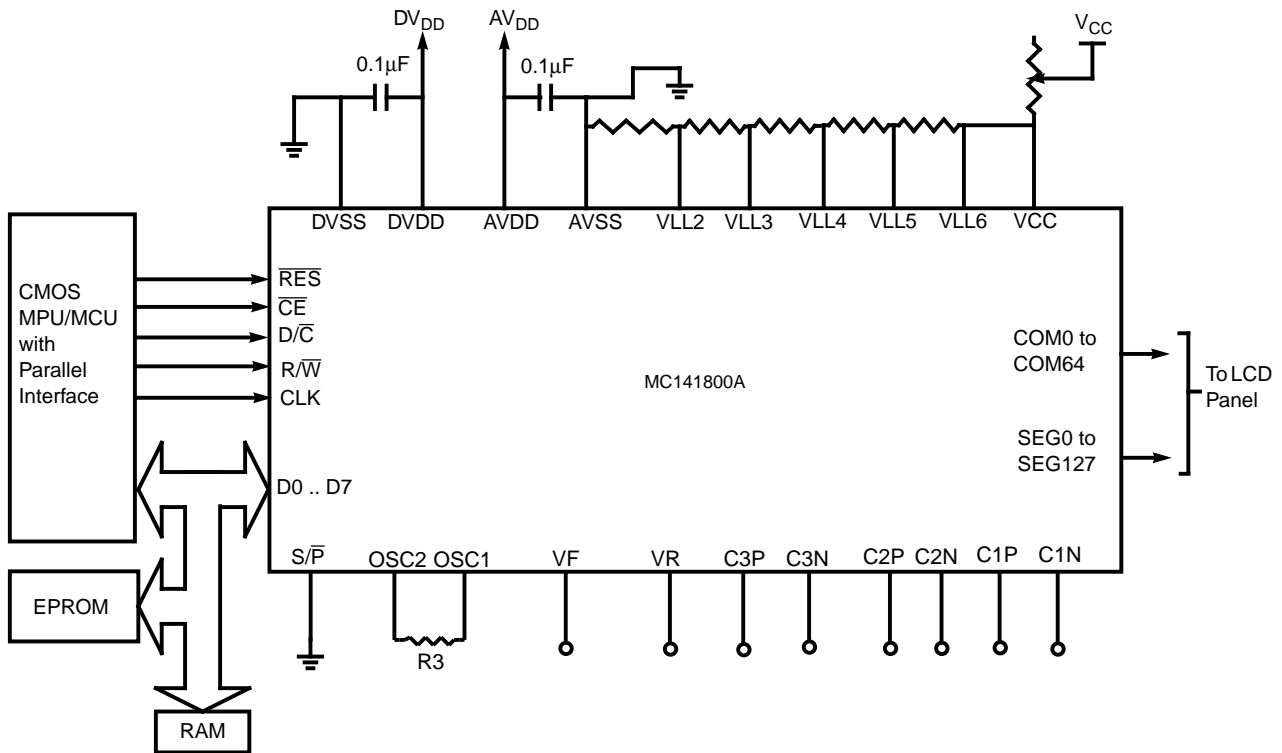 DV_DD
AV_DD
V_CC
0.1μF
0.1μF
DVSS
DVDD
AVDD
AVSS
VLL2
VLL3
VLL4
VLL5
VLL6
VCC
CMOS
MPU/MCU
with
Parallel
Interface
R̅E̅S̅
C̅E̅
D/C̅
R/W̅
CLK
D0 .. D7
MC141800A
COM0 to
COM64
SEG0 to
SEG127
To LCD
Panel
S/P̅
OSC2
OSC1
VF
VR
C3P
C3N
C2P
C2N
C1P
C1N
R3
EPROM
RAM